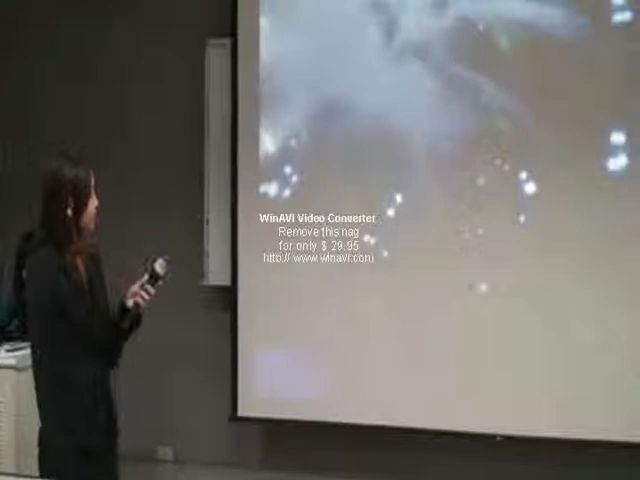 WinAVI Video Converter
Remove this nag
for only $ 29.95
http:// www.winavi.com